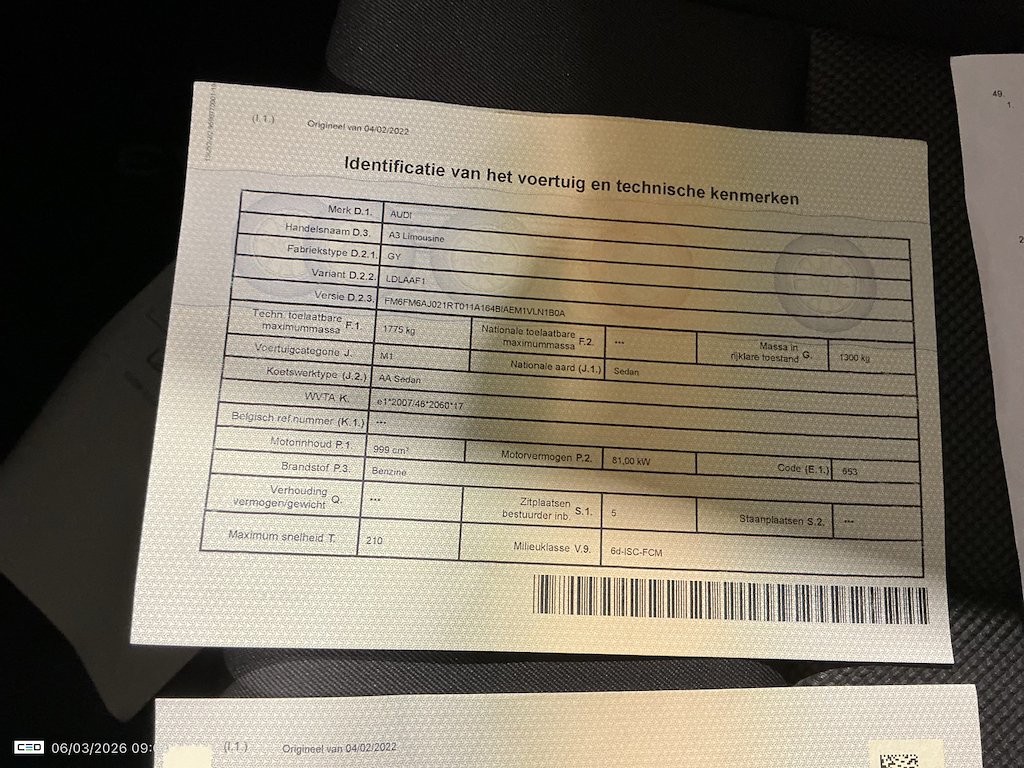 (I.1.) Origineel van 04/02/2022
Identificatie van het voertuig en technische kenmerken
Merk D.1. AUDI
Handelsnaam D.3. A3 Limousine
Fabriekstype D.2.1. GY
Variant D.2.2. LDLAAF1
Versie D.2.3. FM6FM6AJ021RT011A164BIAEM1VLN1B0A
Techn. toelaatbare maximummassa F.1. 1775 kg Nationale toelaatbare maximummassa F.2. --- Massa in rijklare toestand G. 1300 kg
Voertuigcategorie J. M1 Nationale aard (J.1.) Sedan
Koetswerktype (J.2.) AA Sedan
WVTA K. e1*2007/46*2060*17
Belgisch ref.nummer (K.1.) ---
Motorinhoud P.1. 999 cm³ Motorvermogen P.2. 81,00 kW Code (E.1.) 653
Brandstof P.3. Benzine
Verhouding vermogen/gewicht Q. --- Zitplaatsen bestuurder inb. S.1. 5 Staanplaatsen S.2. ---
Maximum snelheid T. 210 Milieuklasse V.9. 6d-ISC-FCM
49.
1
2
(I.1.) Origineel van 04/02/2022
CEO 06/03/2026 09: